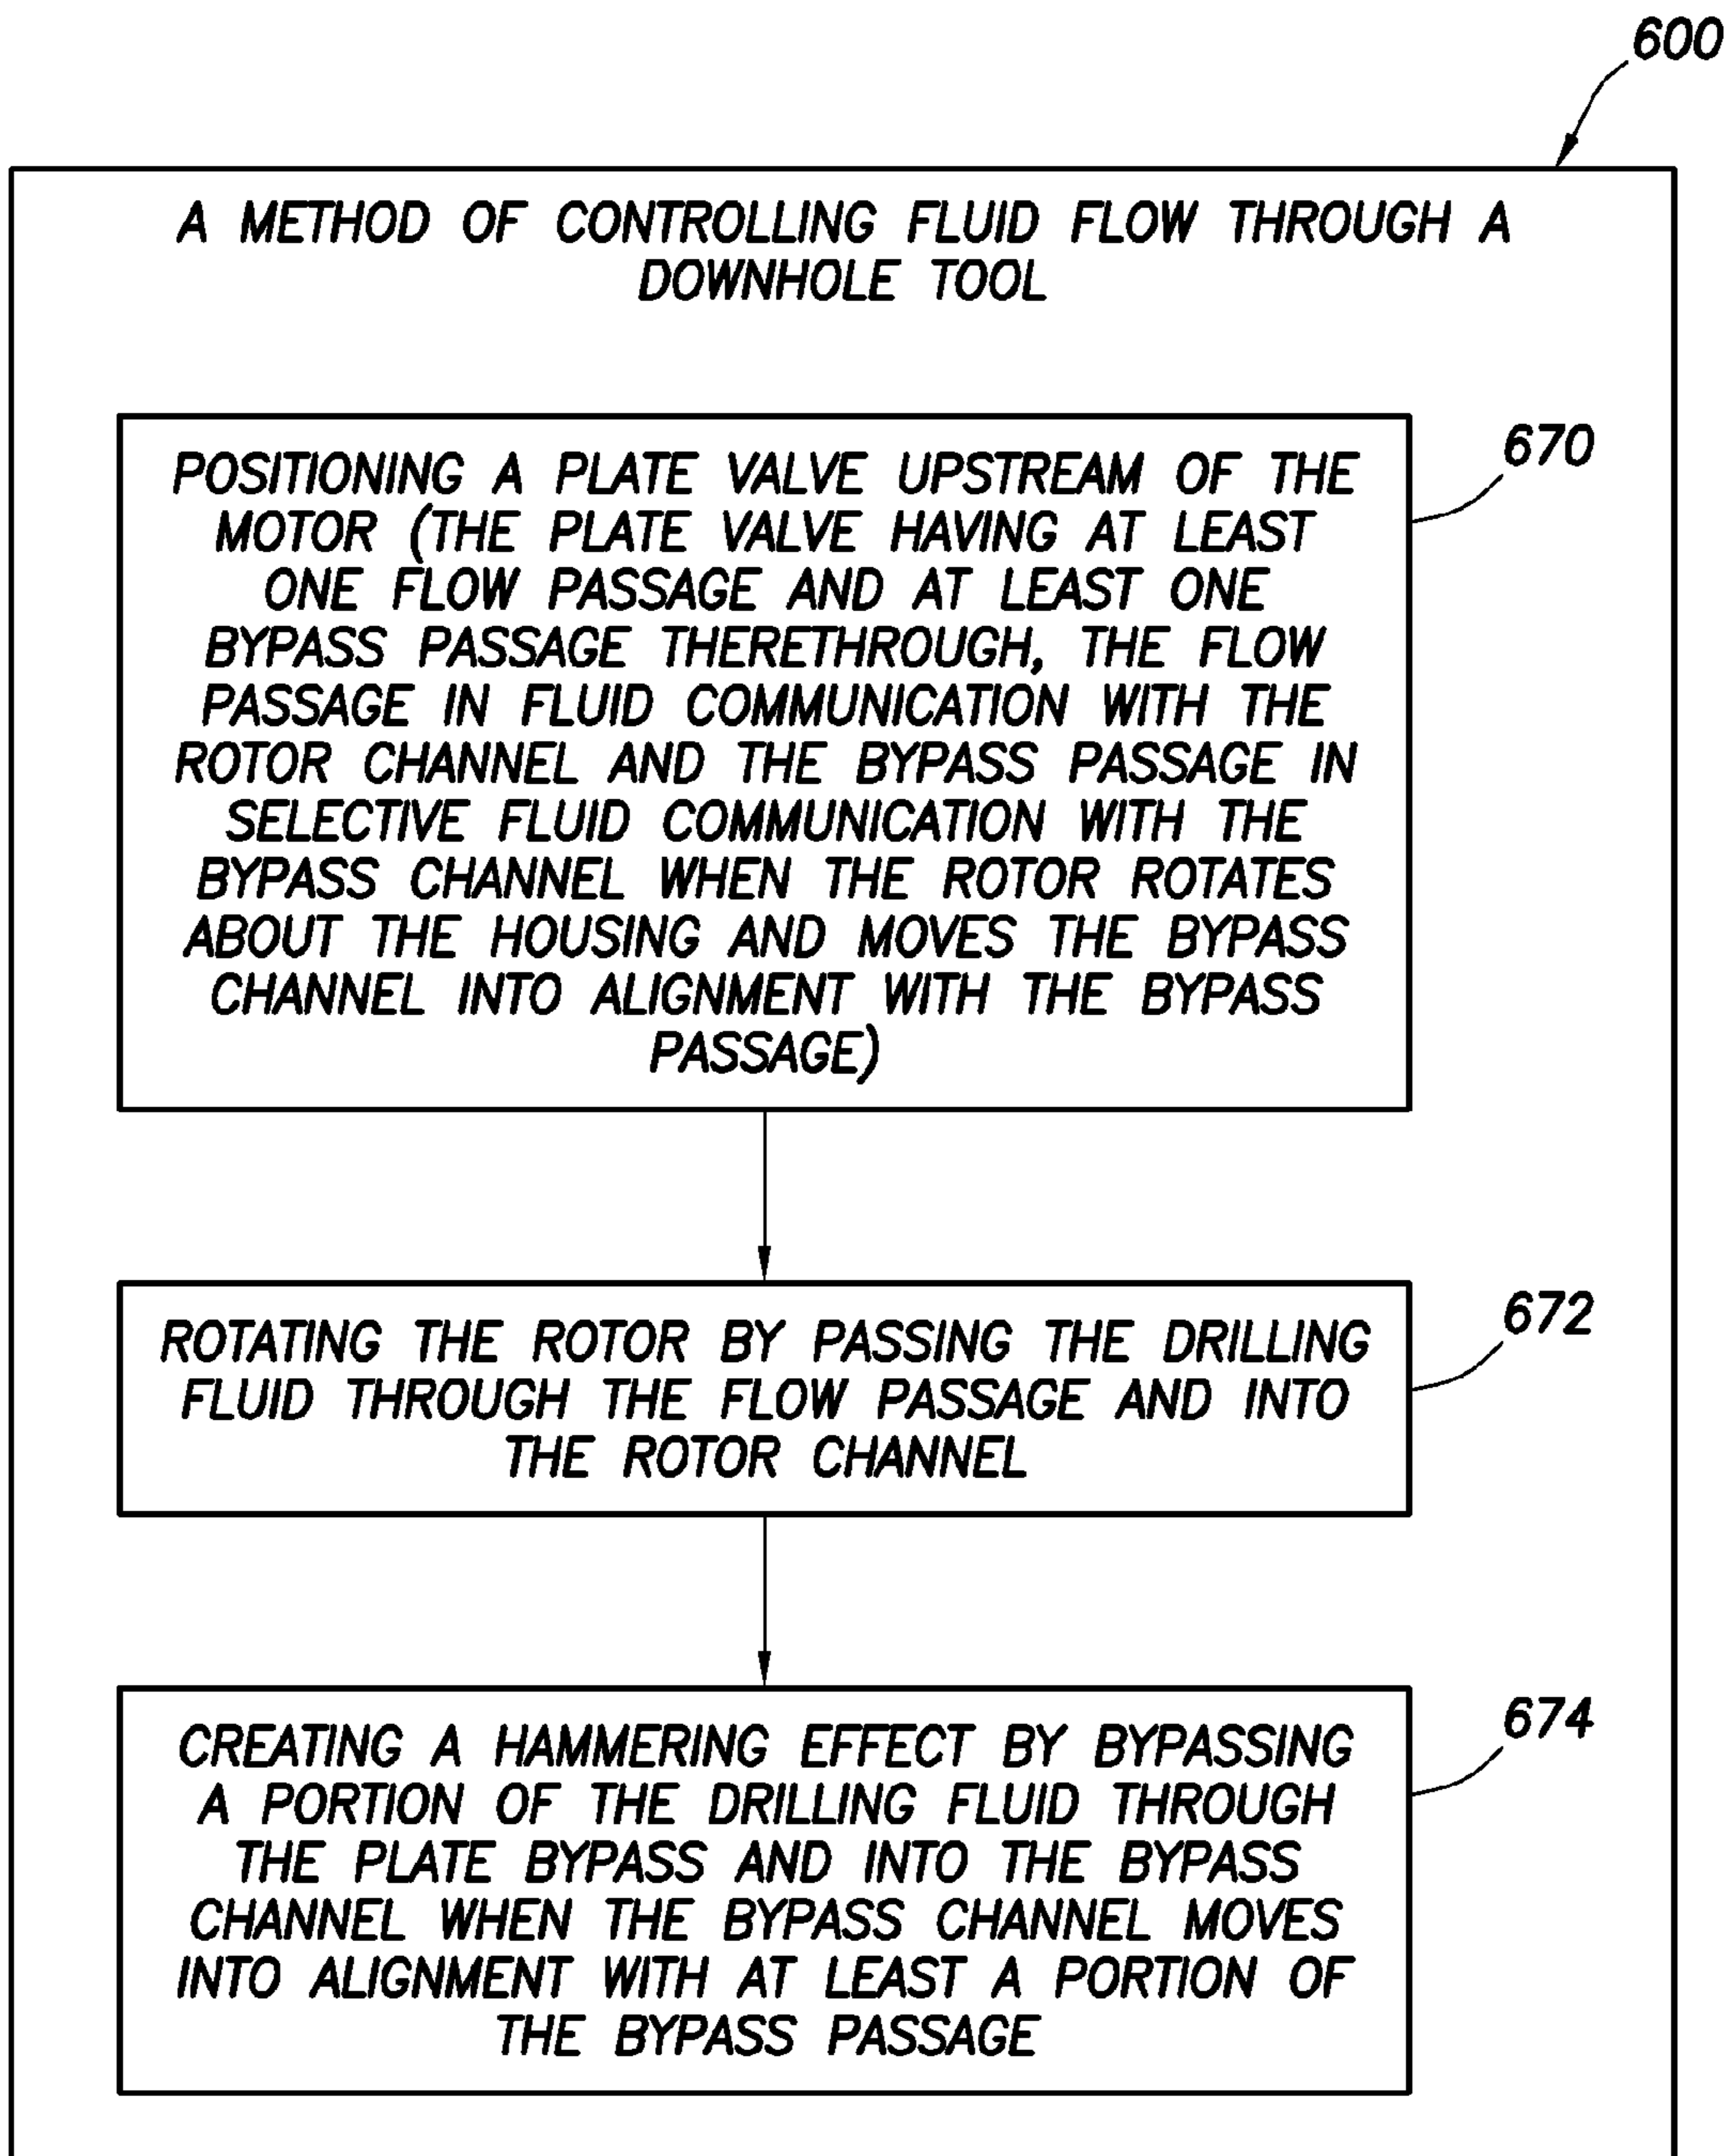 600
A METHOD OF CONTROLLING FLUID FLOW THROUGH A
DOWNHOLE TOOL
POSITIONING A PLATE VALVE UPSTREAM OF THE
MOTOR (THE PLATE VALVE HAVING AT LEAST
ONE FLOW PASSAGE AND AT LEAST ONE
BYPASS PASSAGE THERETHROUGH, THE FLOW
PASSAGE IN FLUID COMMUNICATION WITH THE
ROTOR CHANNEL AND THE BYPASS PASSAGE IN
SELECTIVE FLUID COMMUNICATION WITH THE
BYPASS CHANNEL WHEN THE ROTOR ROTATES
ABOUT THE HOUSING AND MOVES THE BYPASS
CHANNEL INTO ALIGNMENT WITH THE BYPASS
PASSAGE)
670
ROTATING THE ROTOR BY PASSING THE DRILLING
FLUID THROUGH THE FLOW PASSAGE AND INTO
THE ROTOR CHANNEL
672
CREATING A HAMMERING EFFECT BY BYPASSING
A PORTION OF THE DRILLING FLUID THROUGH
THE PLATE BYPASS AND INTO THE BYPASS
CHANNEL WHEN THE BYPASS CHANNEL MOVES
INTO ALIGNMENT WITH AT LEAST A PORTION OF
THE BYPASS PASSAGE
674